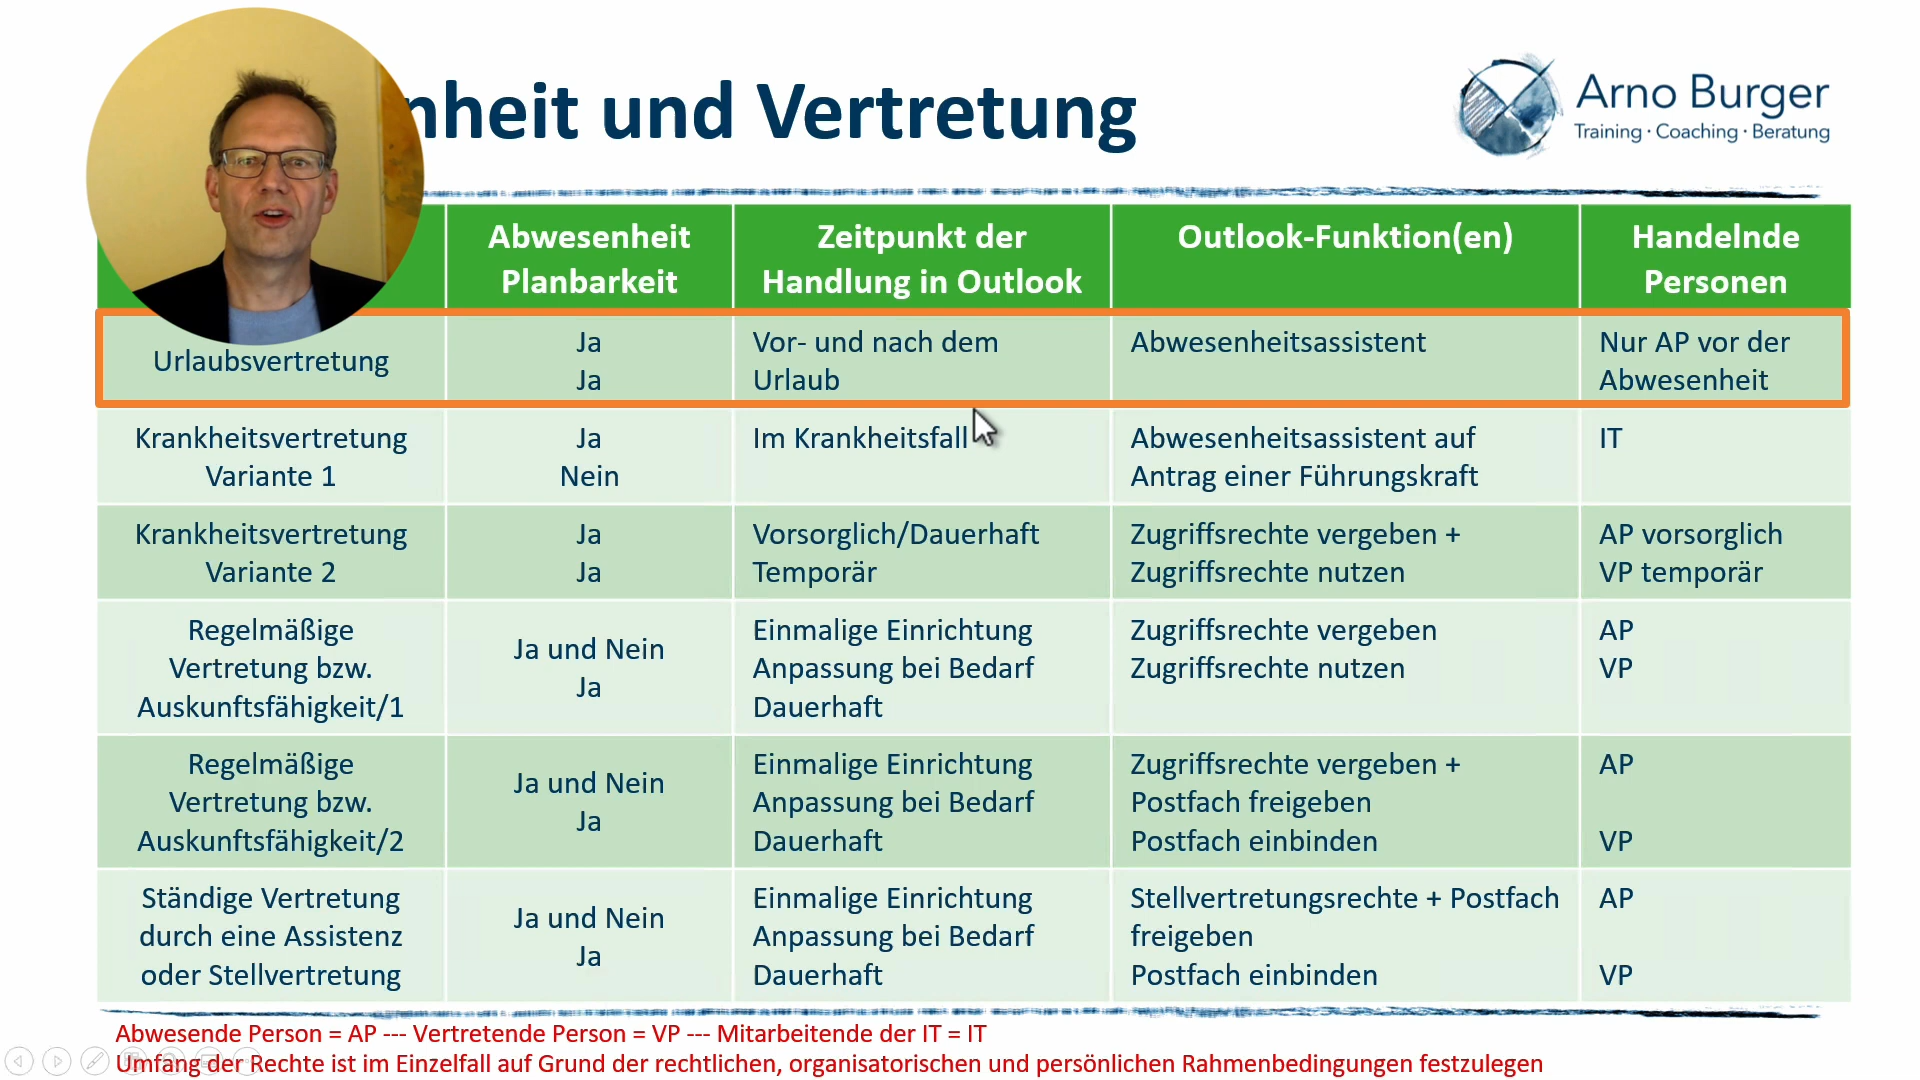 nheit und Vertretung
Arno Burger
Training · Coaching · Beratung
Abwesenheit
Planbarkeit
Zeitpunkt der
Handlung in Outlook
Outlook-Funktion(en)
Handelnde
Personen
Urlaubsvertretung
Ja
Ja
Vor- und nach dem
Urlaub
Abwesenheitsassistent
Nur AP vor der
Abwesenheit
Krankheitsvertretung
Variante 1
Ja
Nein
Im Krankheitsfall
Abwesenheitsassistent auf
Antrag einer Führungskraft
IT
Krankheitsvertretung
Variante 2
Ja
Ja
Vorsorglich/Dauerhaft
Temporär
Zugriffsrechte vergeben +
Zugriffsrechte nutzen
AP vorsorglich
VP temporär
Regelmäßige
Vertretung bzw.
Auskunftsfähigkeit/1
Ja und Nein
Ja
Einmalige Einrichtung
Anpassung bei Bedarf
Dauerhaft
Zugriffsrechte vergeben
Zugriffsrechte nutzen
AP
VP
Regelmäßige
Vertretung bzw.
Auskunftsfähigkeit/2
Ja und Nein
Ja
Einmalige Einrichtung
Anpassung bei Bedarf
Dauerhaft
Zugriffsrechte vergeben +
Postfach freigeben
Postfach einbinden
AP
VP
Ständige Vertretung
durch eine Assistenz
oder Stellvertretung
Ja und Nein
Ja
Einmalige Einrichtung
Anpassung bei Bedarf
Dauerhaft
Stellvertretungsrechte + Postfach
freigeben
Postfach einbinden
AP
VP
Abwesende Person = AP --- Vertretende Person = VP --- Mitarbeitende der IT = IT
Umfang der Rechte ist im Einzelfall auf Grund der rechtlichen, organisatorischen und persönlichen Rahmenbedingungen festzulegen